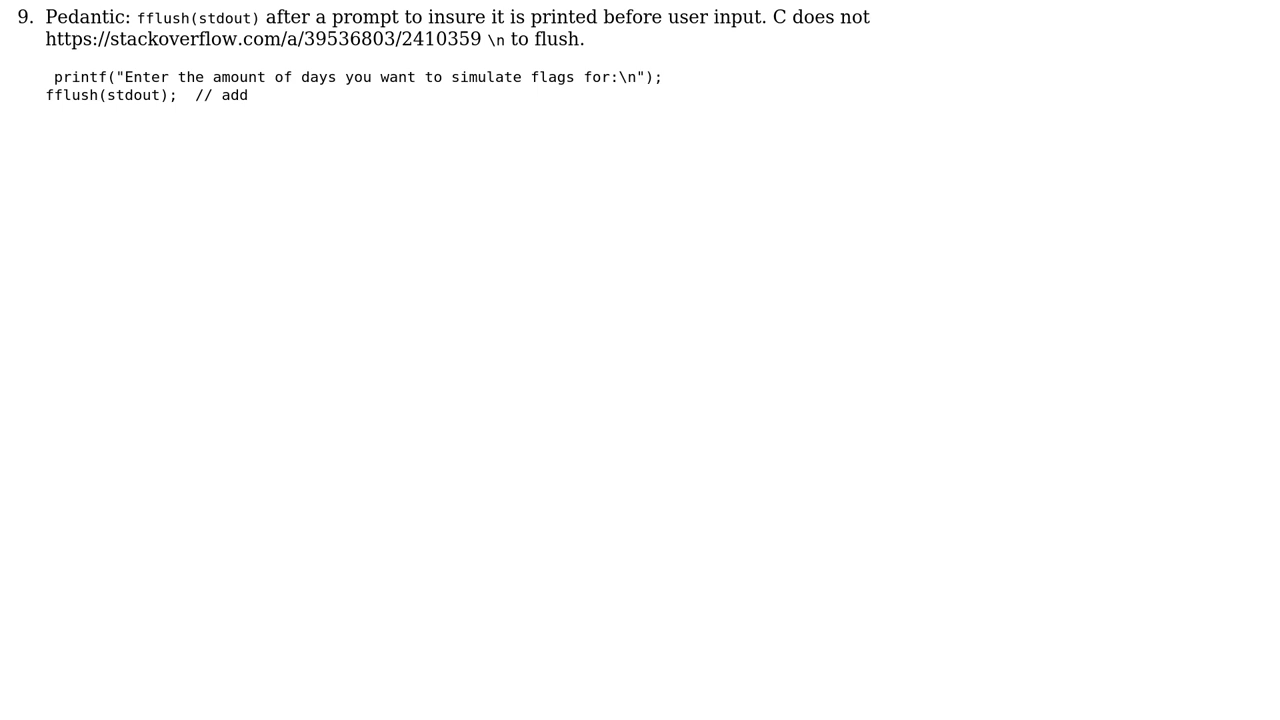 9. Pedantic: fflush(stdout) after a prompt to insure it is printed before user input. C does not
https://stackoverflow.com/a/39536803/2410359 \n to flush.
printf("Enter the amount of days you want to simulate flags for:\n");
fflush(stdout);  // add